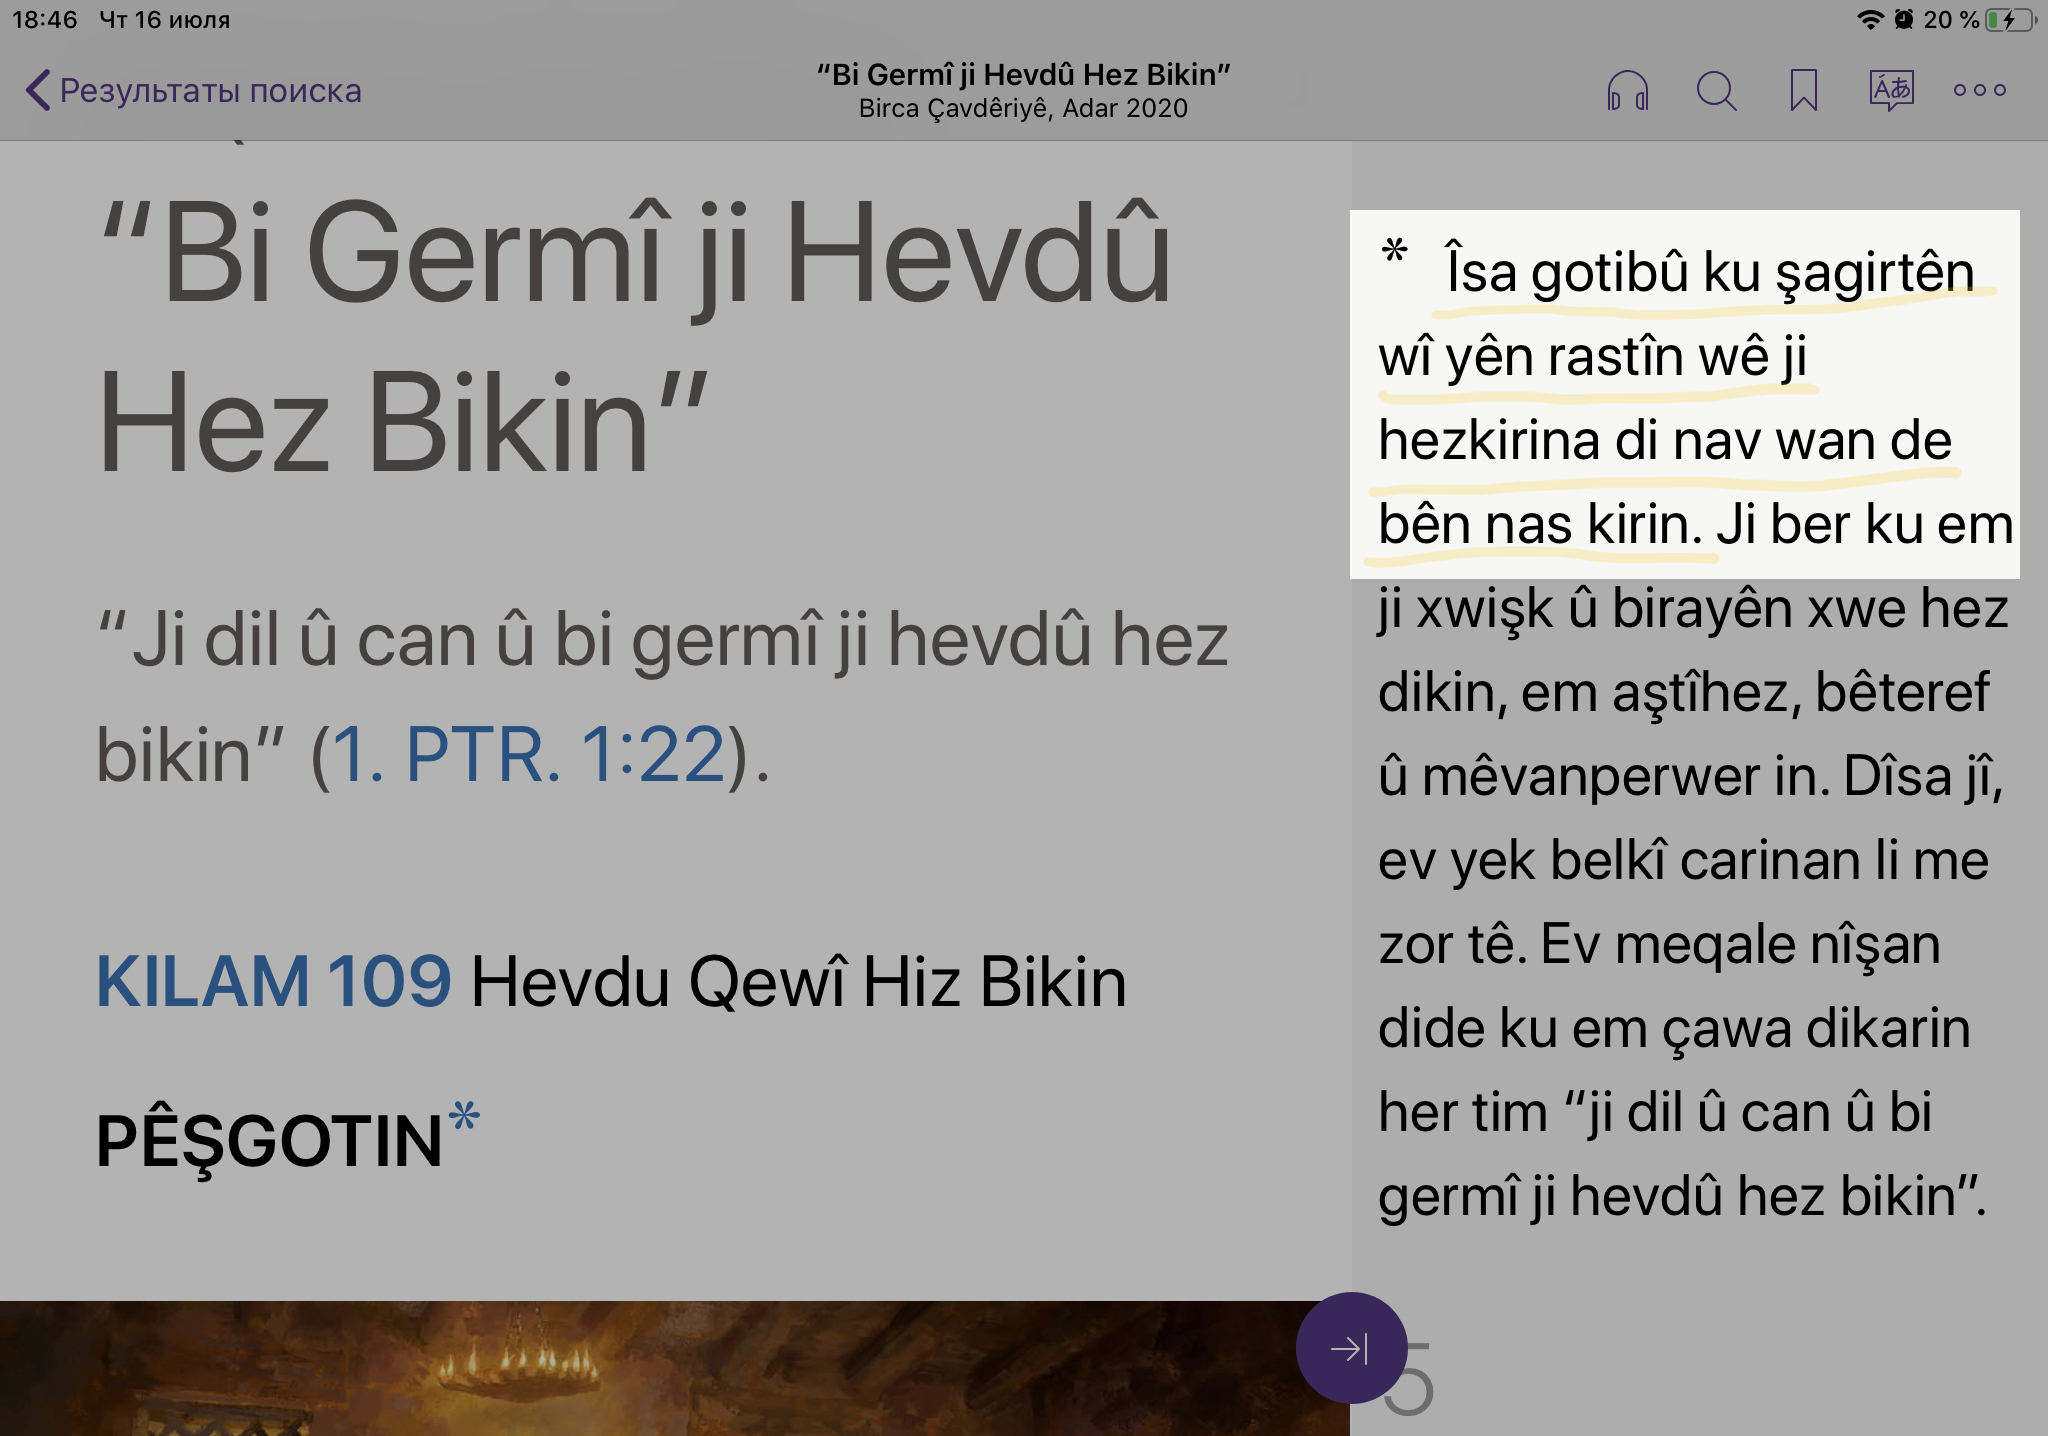 18:46 Чт 16 июля
20 %
Результаты поиска
“Bi Germî ji Hevdû Hez Bikin”
Birca Çavdêriyê, Adar 2020
“Bi Germî ji Hevdû
Hez Bikin”
“Ji dil û can û bi germî ji hevdû hez
bikin” (1. PTR. 1:22).
KILAM 109 Hevdu Qewî Hiz Bikin
PÊŞGOTIN*
* Îsa gotibû ku şagirtên
wî yên rastîn wê ji
hezkirina di nav wan de
bên nas kirin. Ji ber ku em
ji xwişk û birayên xwe hez
dikin, em aştîhez, bêteref
û mêvanperwer in. Dîsa jî,
ev yek belkî carinan li me
zor tê. Ev meqale nîşan
dide ku em çawa dikarin
her tim “ji dil û can û bi
germî ji hevdû hez bikin”.
5